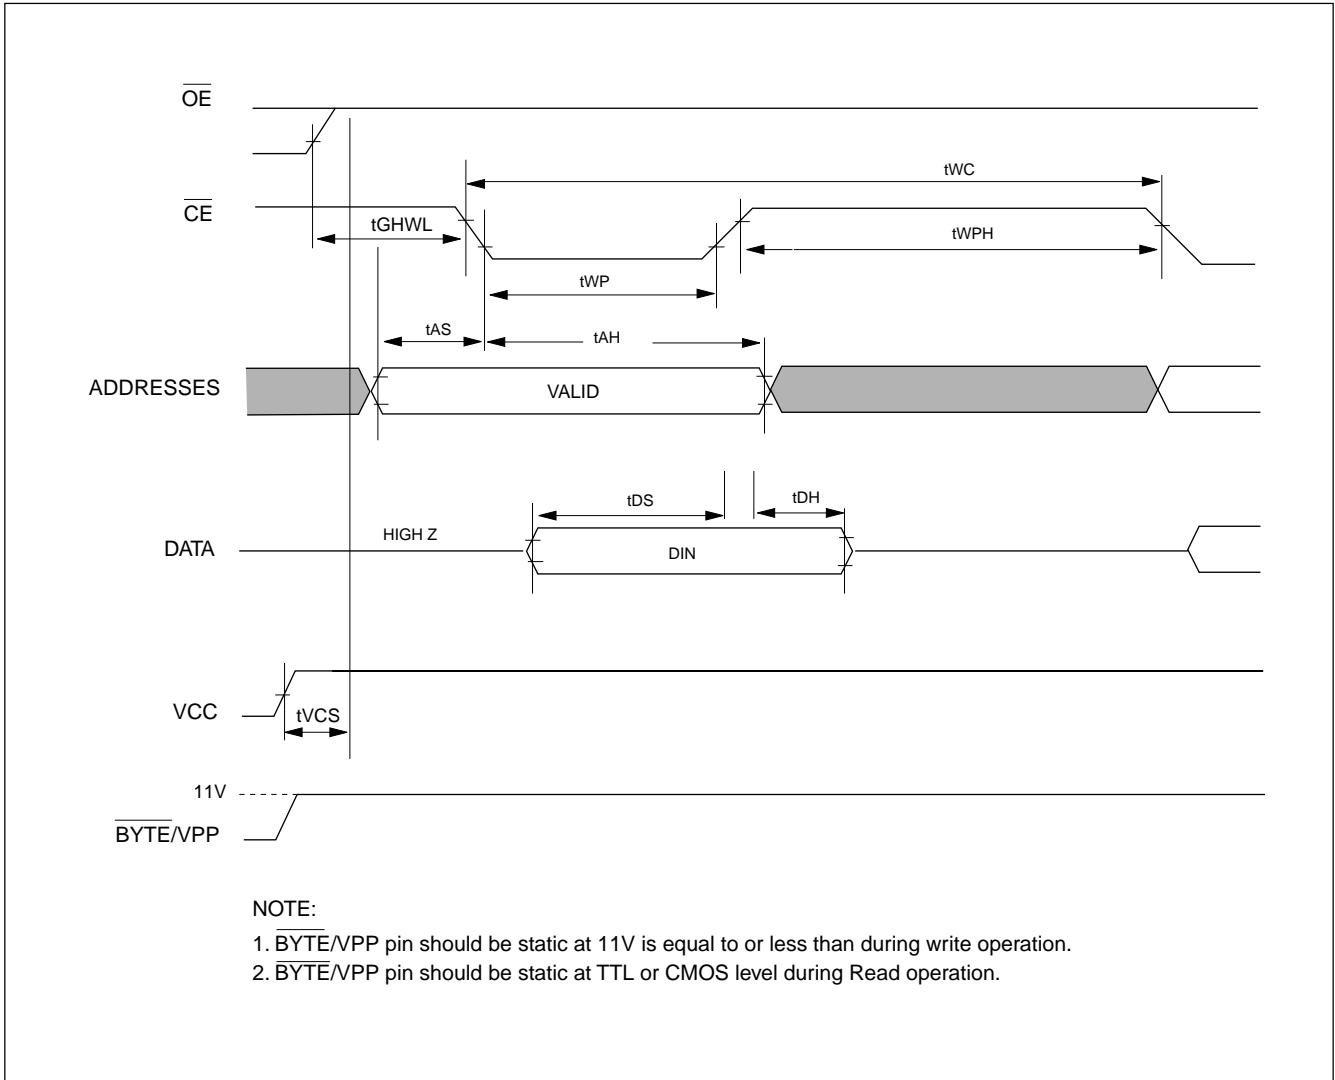 OE
tWC
CE
tGHWL
tWPH
tWP
tAS
tAH
ADDRESSES
VALID
tDS
tDH
HIGH Z
DATA
DIN
VCC
tVCS
11V
BYTE/VPP
NOTE:
1. BYTE/VPP pin should be static at 11V is equal to or less than during write operation.
2. BYTE/VPP pin should be static at TTL or CMOS level during Read operation.